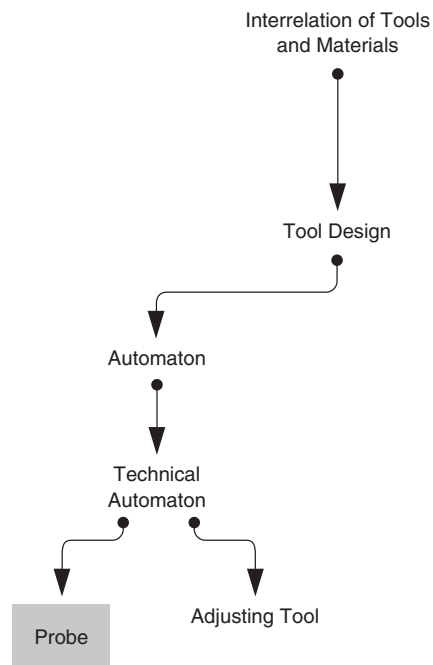 Interrelation of Tools
and Materials
Tool Design
Automaton
Technical
Automaton
Probe
Adjusting Tool